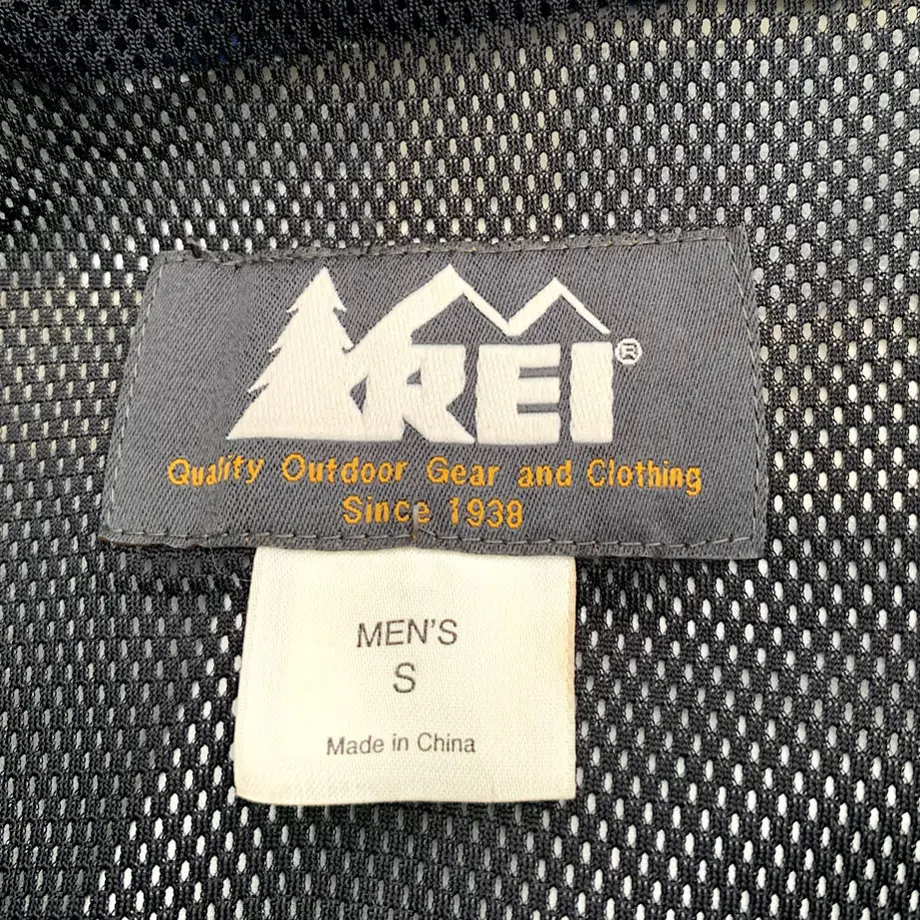 REI®
Quality Outdoor Gear and Clothing
Since 1938
MEN'S
S
Made in China